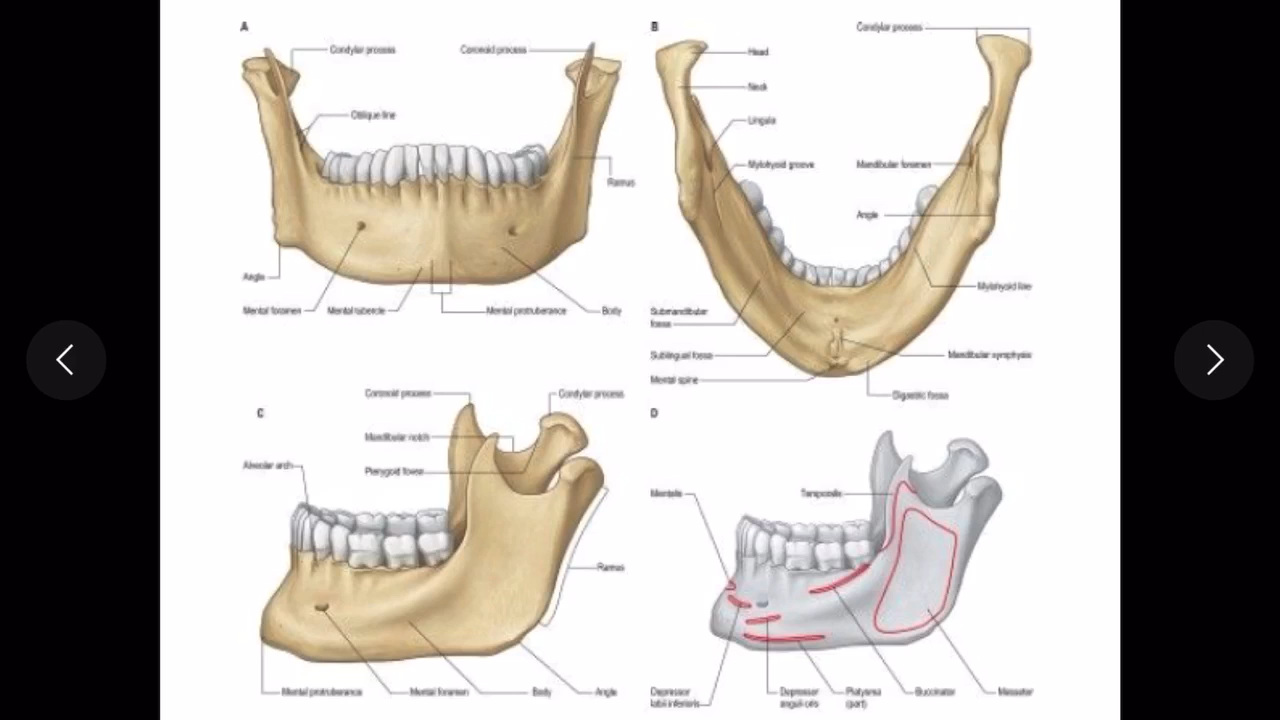 A
Condylar process
Coronoid process
Oblique line
Ramus
Angle
Mental foramen
Mental tubercle
Mental protuberance
Body
B
Condylar process
Head
Neck
Lingula
Mylohyoid groove
Mandibular foramen
Angle
Mylohyoid line
Submandibular
fossa
Sublingual fossa
Mandibular symphysis
Mental spine
Digastric fossa
C
Coronoid process
Condylar process
Mandibular notch
Alveolar arch
Pterygoid fovea
Ramus
Mental protuberance
Mental foramen
Body
Angle
D
Mentalis
Temporalis
Depressor
labii inferioris
Depressor
anguli oris
Platysma
(part)
Buccinator
Masseter